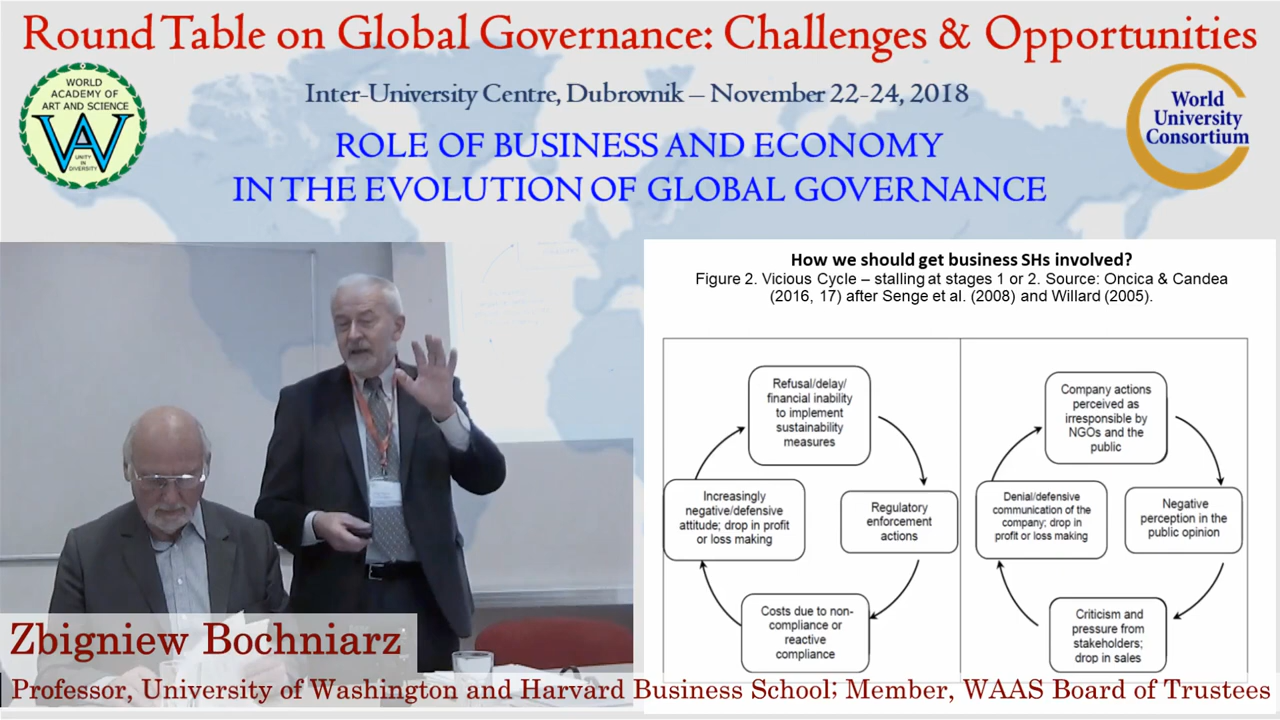 Round Table on Global Governance: Challenges & Opportunities
WORLD
ACADEMY OF
ART AND SCIENCE
WA
UNITY
IN
DIVERSITY
Inter-University Centre, Dubrovnik – November 22-24, 2018
ROLE OF BUSINESS AND ECONOMY
IN THE EVOLUTION OF GLOBAL GOVERNANCE
World
University
Consortium
How we should get business SHs involved?
Figure 2. Vicious Cycle – stalling at stages 1 or 2. Source: Oncica & Candea
(2016, 17) after Senge et al. (2008) and Willard (2005).
Refusal/delay/
financial inability
to implement
sustainability
measures
Regulatory
enforcement
actions
Costs due to non-
compliance or
reactive
compliance
Increasingly
negative/defensive
attitude; drop in profit
or loss making
Company actions
perceived as
irresponsible by
NGOs and the
public
Negative
perception in the
public opinion
Criticism and
pressure from
stakeholders;
drop in sales
Denial/defensive
communication of the
company; drop in
profit or loss making
Zbigniew Bochniarz
Professor, University of Washington and Harvard Business School; Member, WAAS Board of Trustees